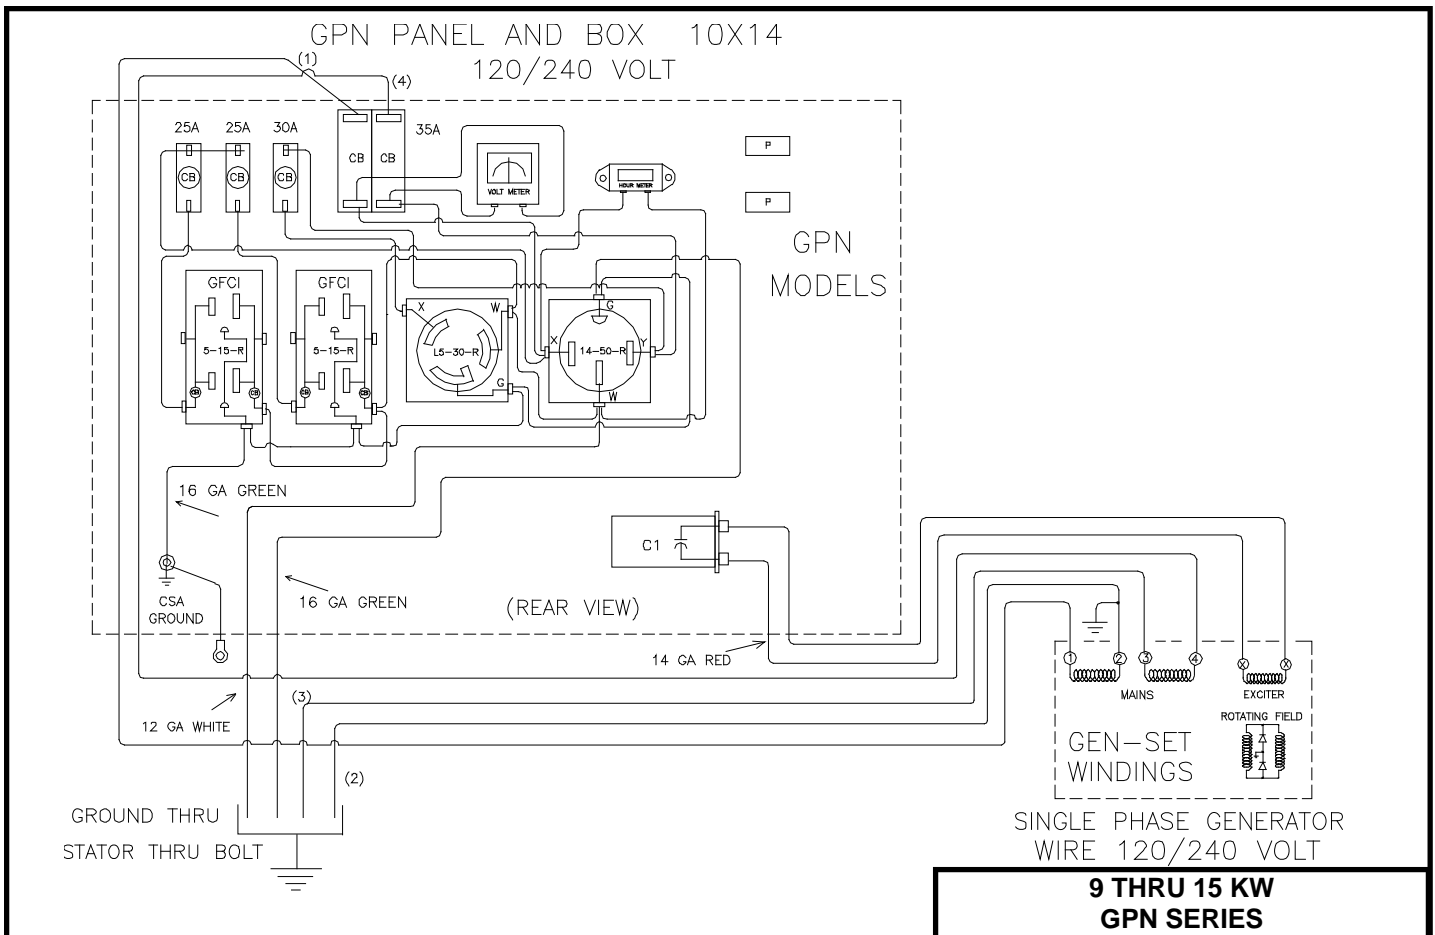 GPN PANEL AND BOX 10X14
120/240 VOLT
(1)
(4)
25A 25A 30A 35A
CB CB CB CB CB
VOLT METER
HOUR METER
P
P
GPN
MODELS
GFCI GFCI
X W G
5-15-R 5-15-R L5-30-R X 14-50-R Y
CB CB CB CB
G W
16 GA GREEN
C1
CSA
GROUND
16 GA GREEN
(REAR VIEW)
14 GA RED
1 2 3 4 X X
MAINS EXCITER
(3)
12 GA WHITE
ROTATING FIELD
GEN-SET
WINDINGS
(2)
GROUND THRU
STATOR THRU BOLT
SINGLE PHASE GENERATOR
WIRE 120/240 VOLT
9 THRU 15 KW
GPN SERIES